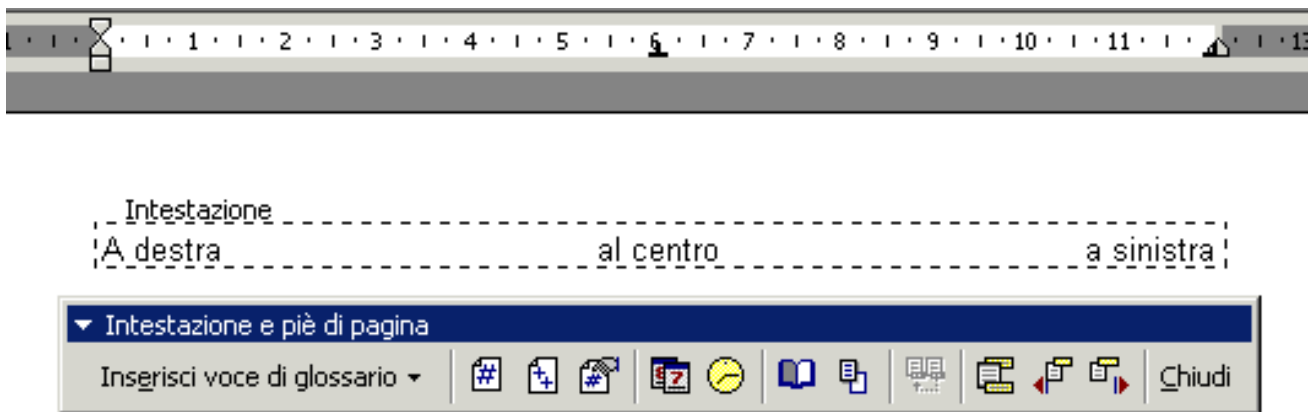 1 1 2 3 4 5 6 7 8 9 10 11 13
Intestazione
A destra al centro a sinistra
Intestazione e piè di pagina
Inserisci voce di glossario Chiudi